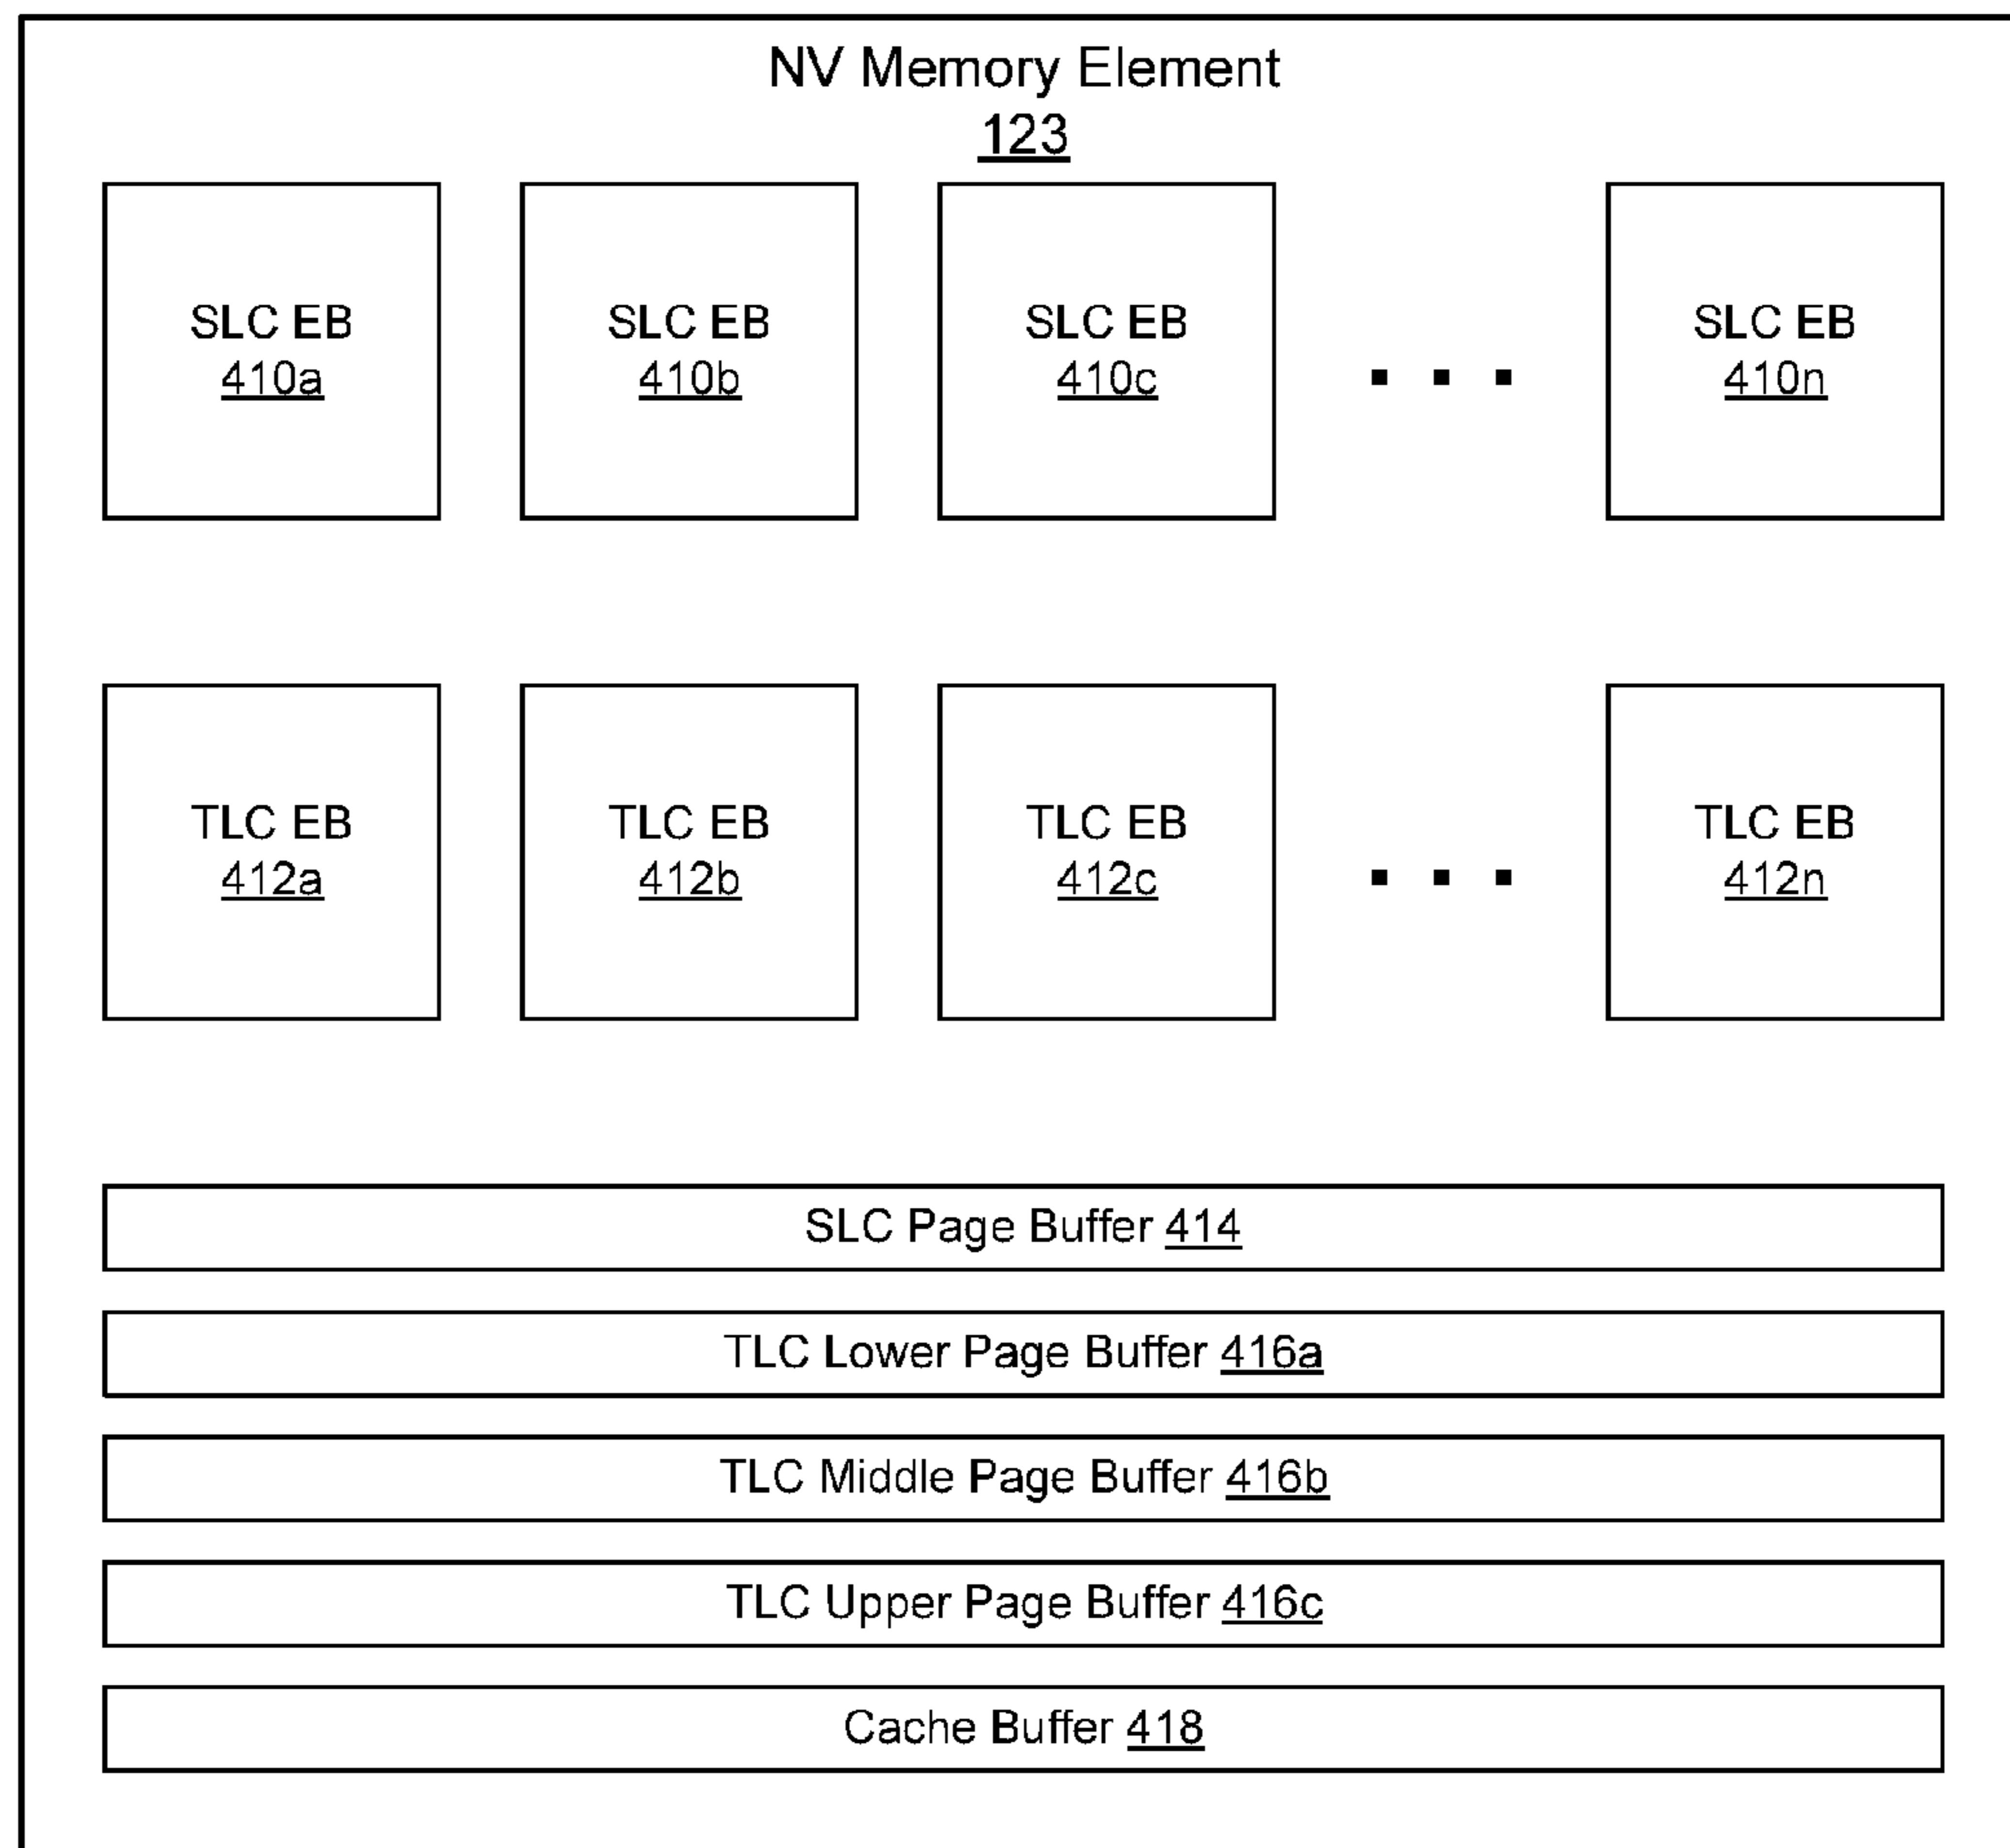 NV Memory Element
123
SLC EB
410a
SLC EB
410b
SLC EB
410c
SLC EB
410n
TLC EB
412a
TLC EB
412b
TLC EB
412c
TLC EB
412n
SLC Page Buffer 414
TLC Lower Page Buffer 416a
TLC Middle Page Buffer 416b
TLC Upper Page Buffer 416c
Cache Buffer 418